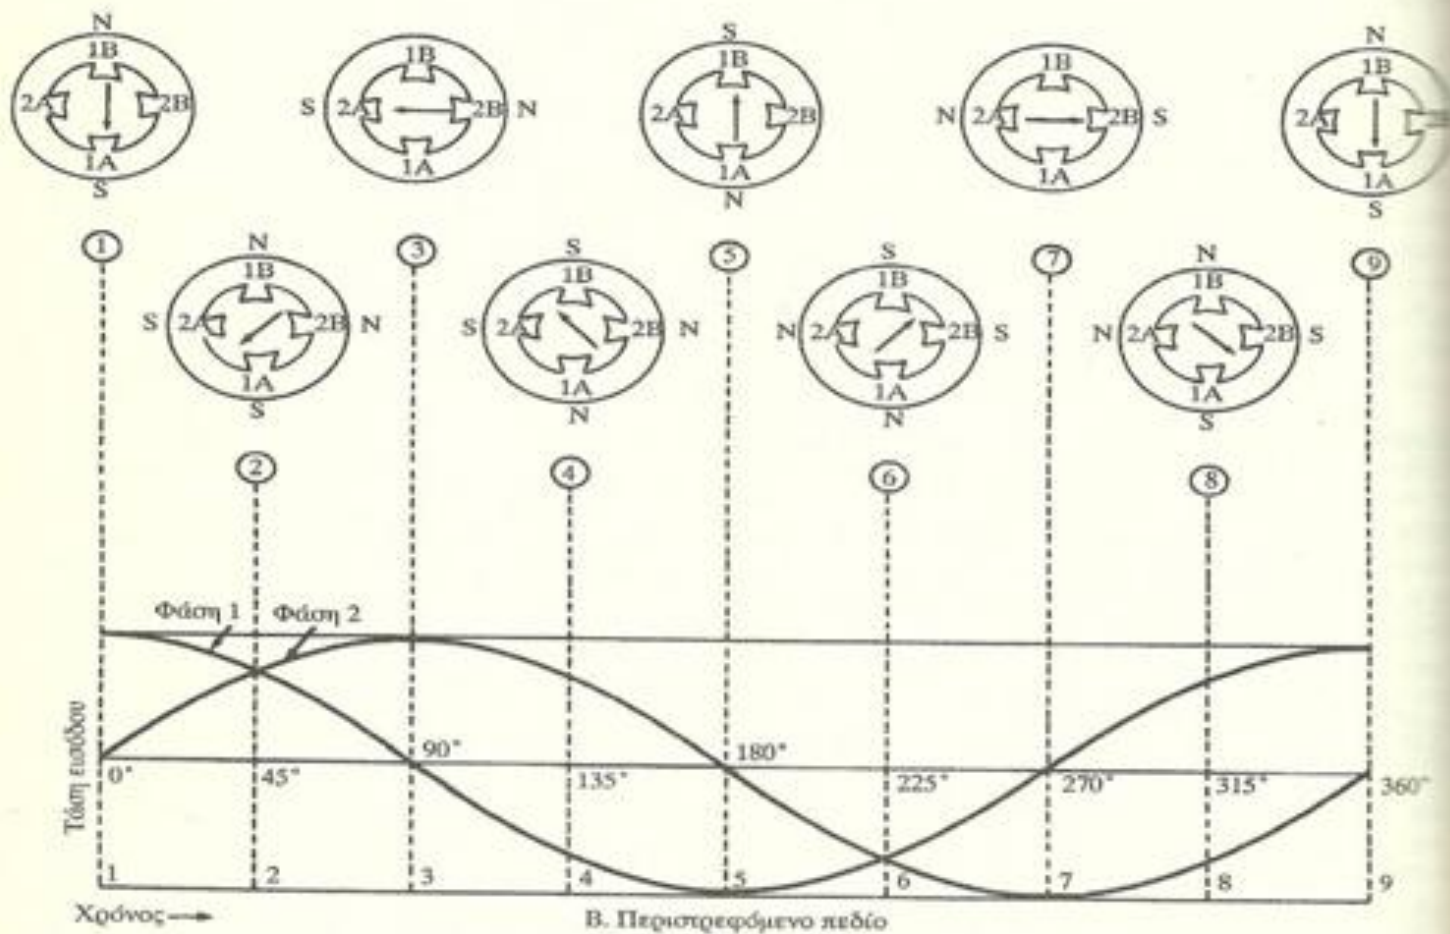 N S N
1B 1B 1B 1B 1B
2A 2B S 2A 2B N 2A 2B N 2A 2B S 2A
1A 1A 1A 1A 1A
S N S
1 3 5 7 9
N S S N
1B 1B 1B 1B
S 2A 2B N S 2A 2B N N 2A 2B S N 2A 2B S
1A 1A 1A 1A
S N N S
2 4 6 8
Φάση 1 Φάση 2
Τάση εισόδου
90° 180°
0° 45° 135° 225° 270° 315° 360°
1 2 3 4 5 6 7 8 9
Χρόνος
Β. Περιστρεφόμενο πεδίο